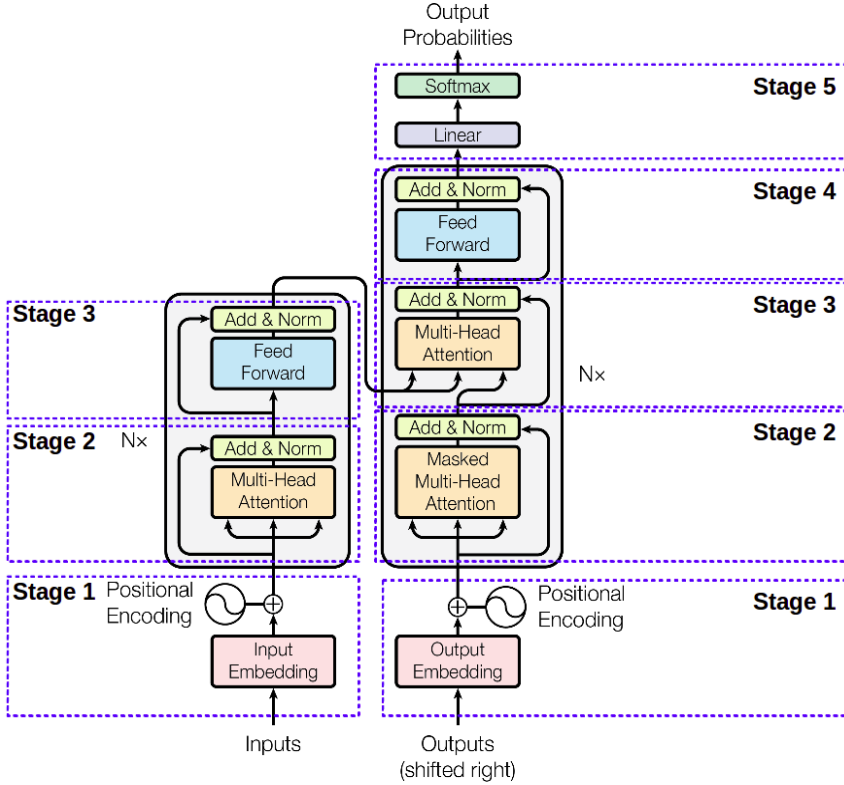 Output
Probabilities
Softmax
Stage 5
Linear
Add & Norm
Stage 4
Feed
Forward
Add & Norm
Stage 3
Multi-Head
Attention
N×
Add & Norm
Stage 2
Masked
Multi-Head
Attention
Positional
Encoding
Stage 1
Output
Embedding
Outputs
(shifted right)
Stage 3
Add & Norm
Feed
Forward
Stage 2
N×
Add & Norm
Multi-Head
Attention
Stage 1
Positional
Encoding
Input
Embedding
Inputs